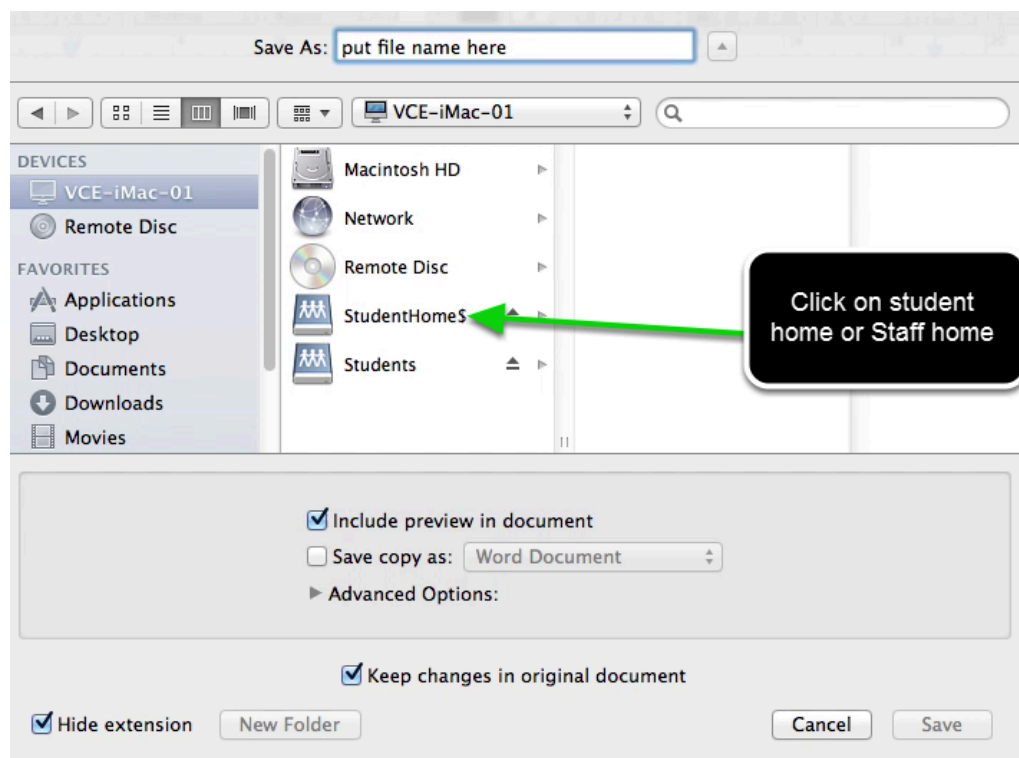 Save As: put file name here
VCE-iMac-01
DEVICES
VCE-iMac-01
Remote Disc
FAVORITES
Applications
Desktop
Documents
Downloads
Movies
Macintosh HD
Network
Remote Disc
StudentHome$
Students
Click on student
home or Staff home
Include preview in document
Save copy as: Word Document
Advanced Options:
Keep changes in original document
Hide extension New Folder Cancel Save